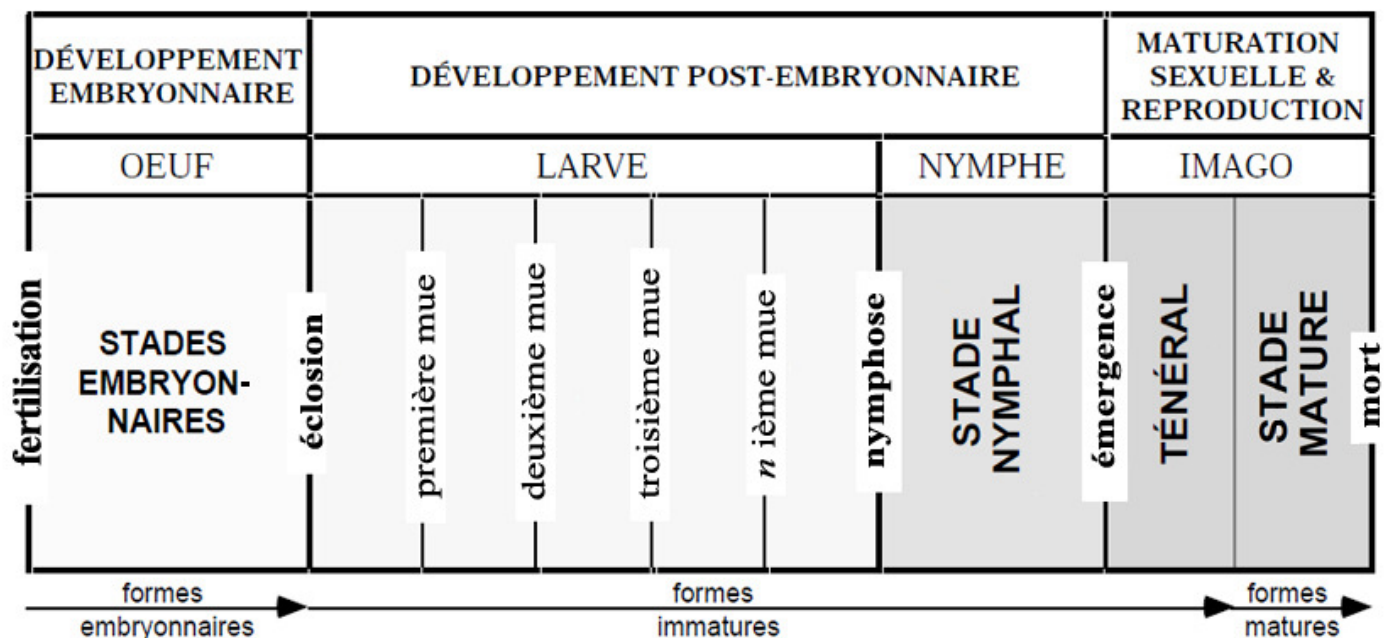 DÉVELOPPEMENT
EMBRYONNAIRE
DÉVELOPPEMENT POST-EMBRYONNAIRE
MATURATION
SEXUELLE &
REPRODUCTION
OEUF
LARVE
NYMPHE
IMAGO
fertilisation
STADES
EMBRYON-
NAIRES
éclosion
première mue
deuxième mue
troisième mue
n ième mue
nymphose
STADE
NYMPHAL
émergence
TÉNÉRAL
STADE
MATURE
mort
formes
embryonnaires
formes
immatures
formes
matures